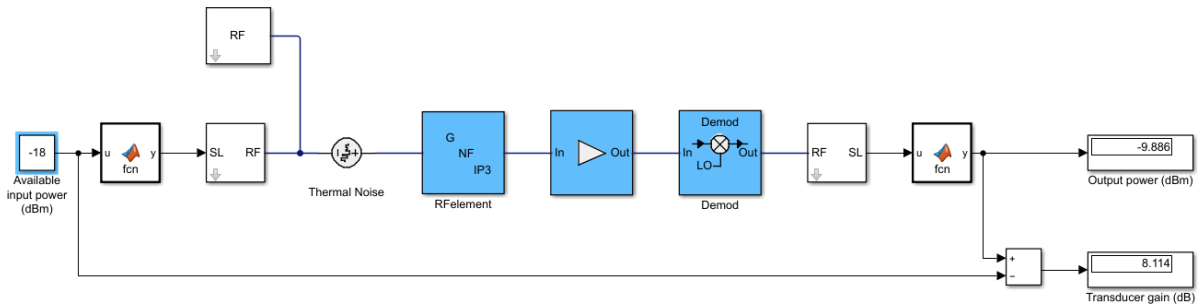 RF
-18
Available
input power
(dBm)
u
y
fcn
SL
RF
Thermal Noise
G
NF
IP3
RFelement
In
Out
Demod
In
Out
LO
Demod
RF
SL
u
y
fcn
-9.886
Output power (dBm)
+
−
8.114
Transducer gain (dB)